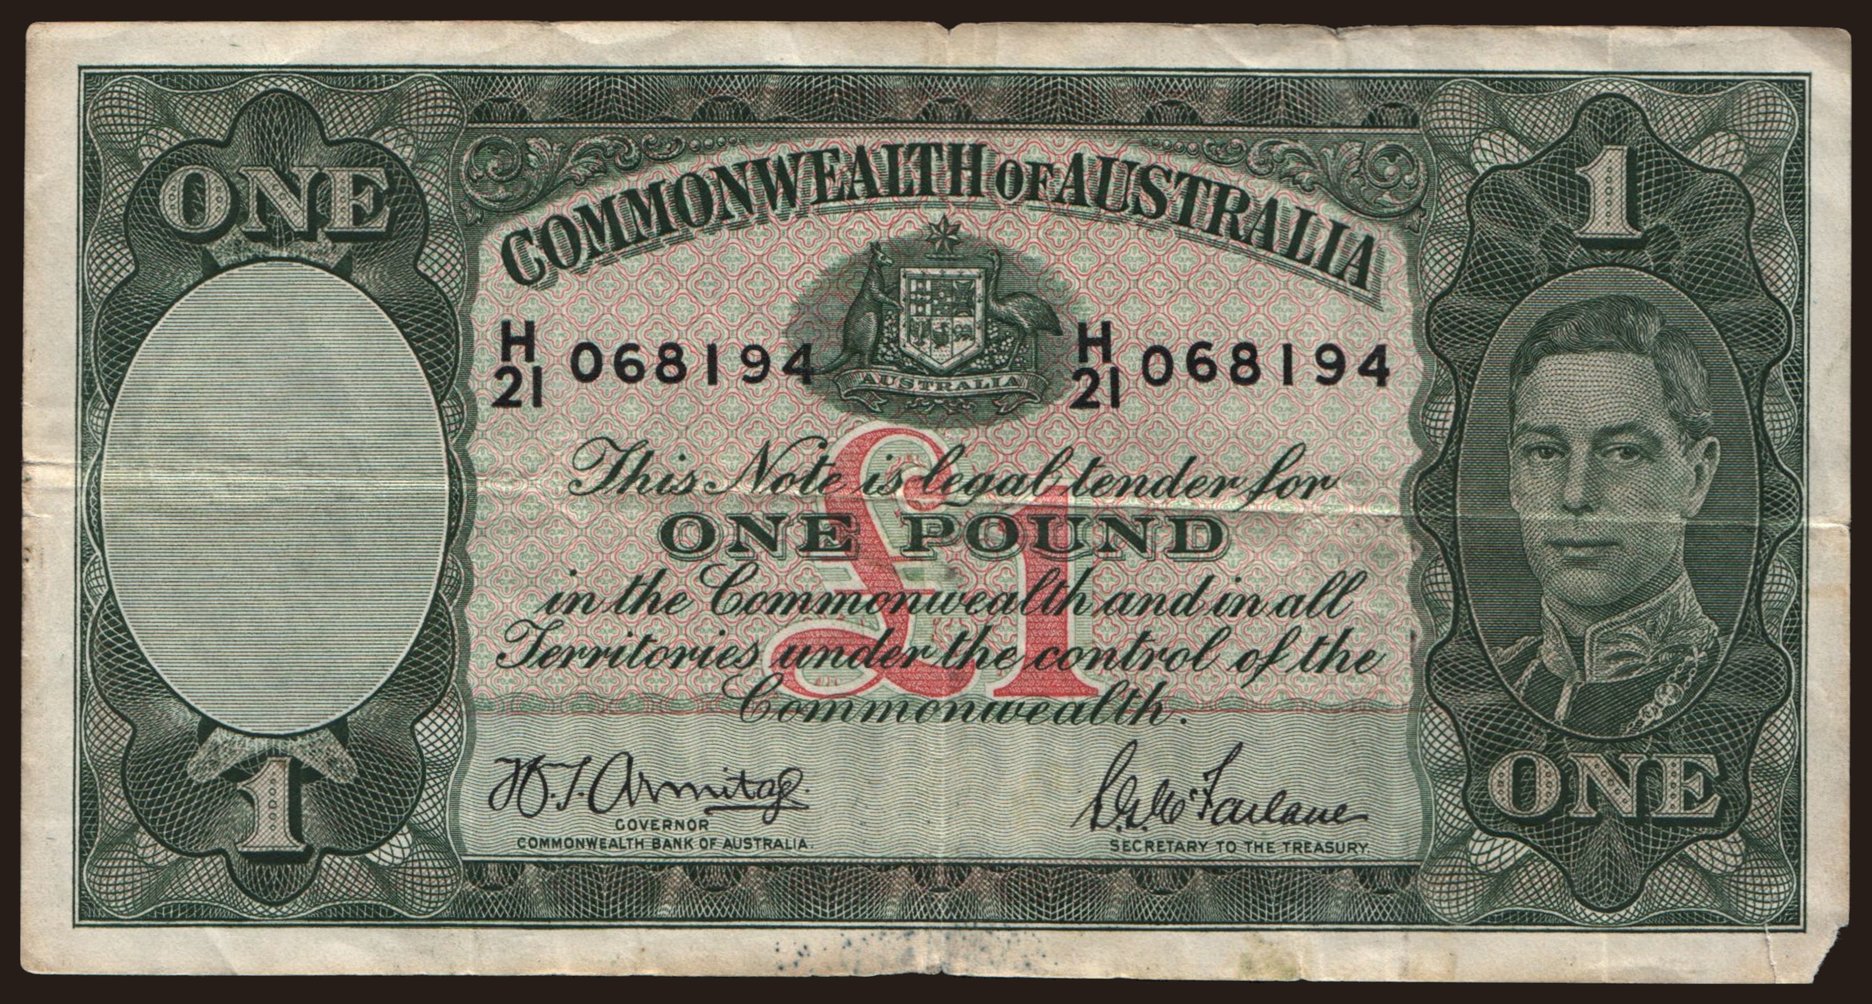 ONE
1
COMMONWEALTH OF AUSTRALIA
H
21 068194
H
21 068194
AUSTRALIA
£1
This Note is legal tender for
ONE POUND
in the Commonwealth and in all
Territories under the control of the
Commonwealth.
H.T. Armitage.
GOVERNOR
COMMONWEALTH BANK OF AUSTRALIA.
S.G. McFarlane
SECRETARY TO THE TREASURY.
1
ONE